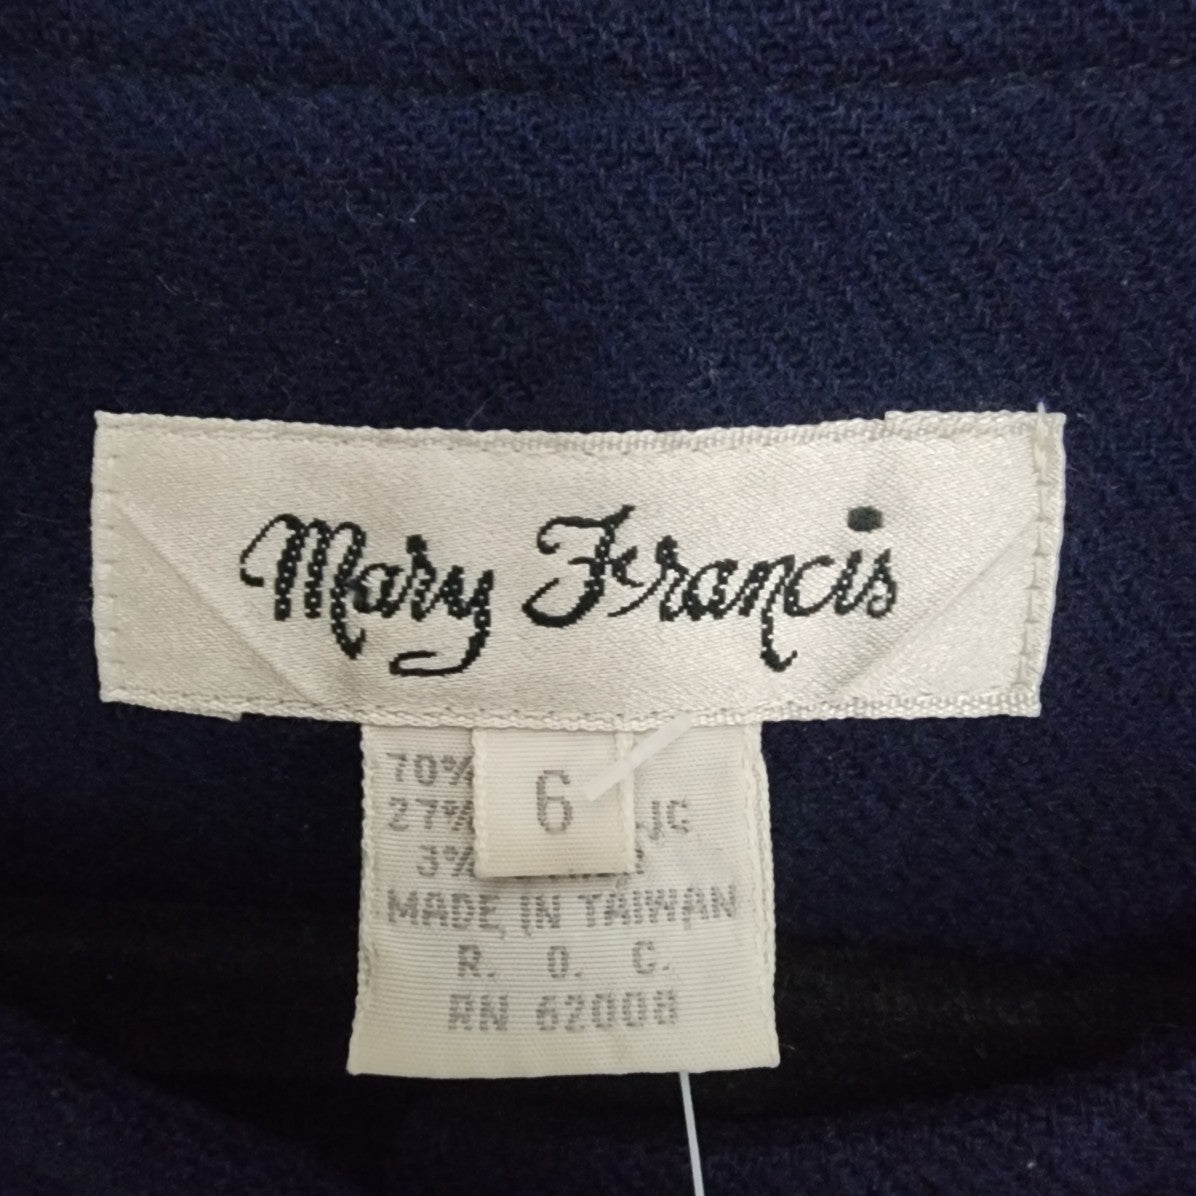 Mary Francis
6
70%
27%
3%
MADE IN TAIWAN
R. O. C.
RN 62008